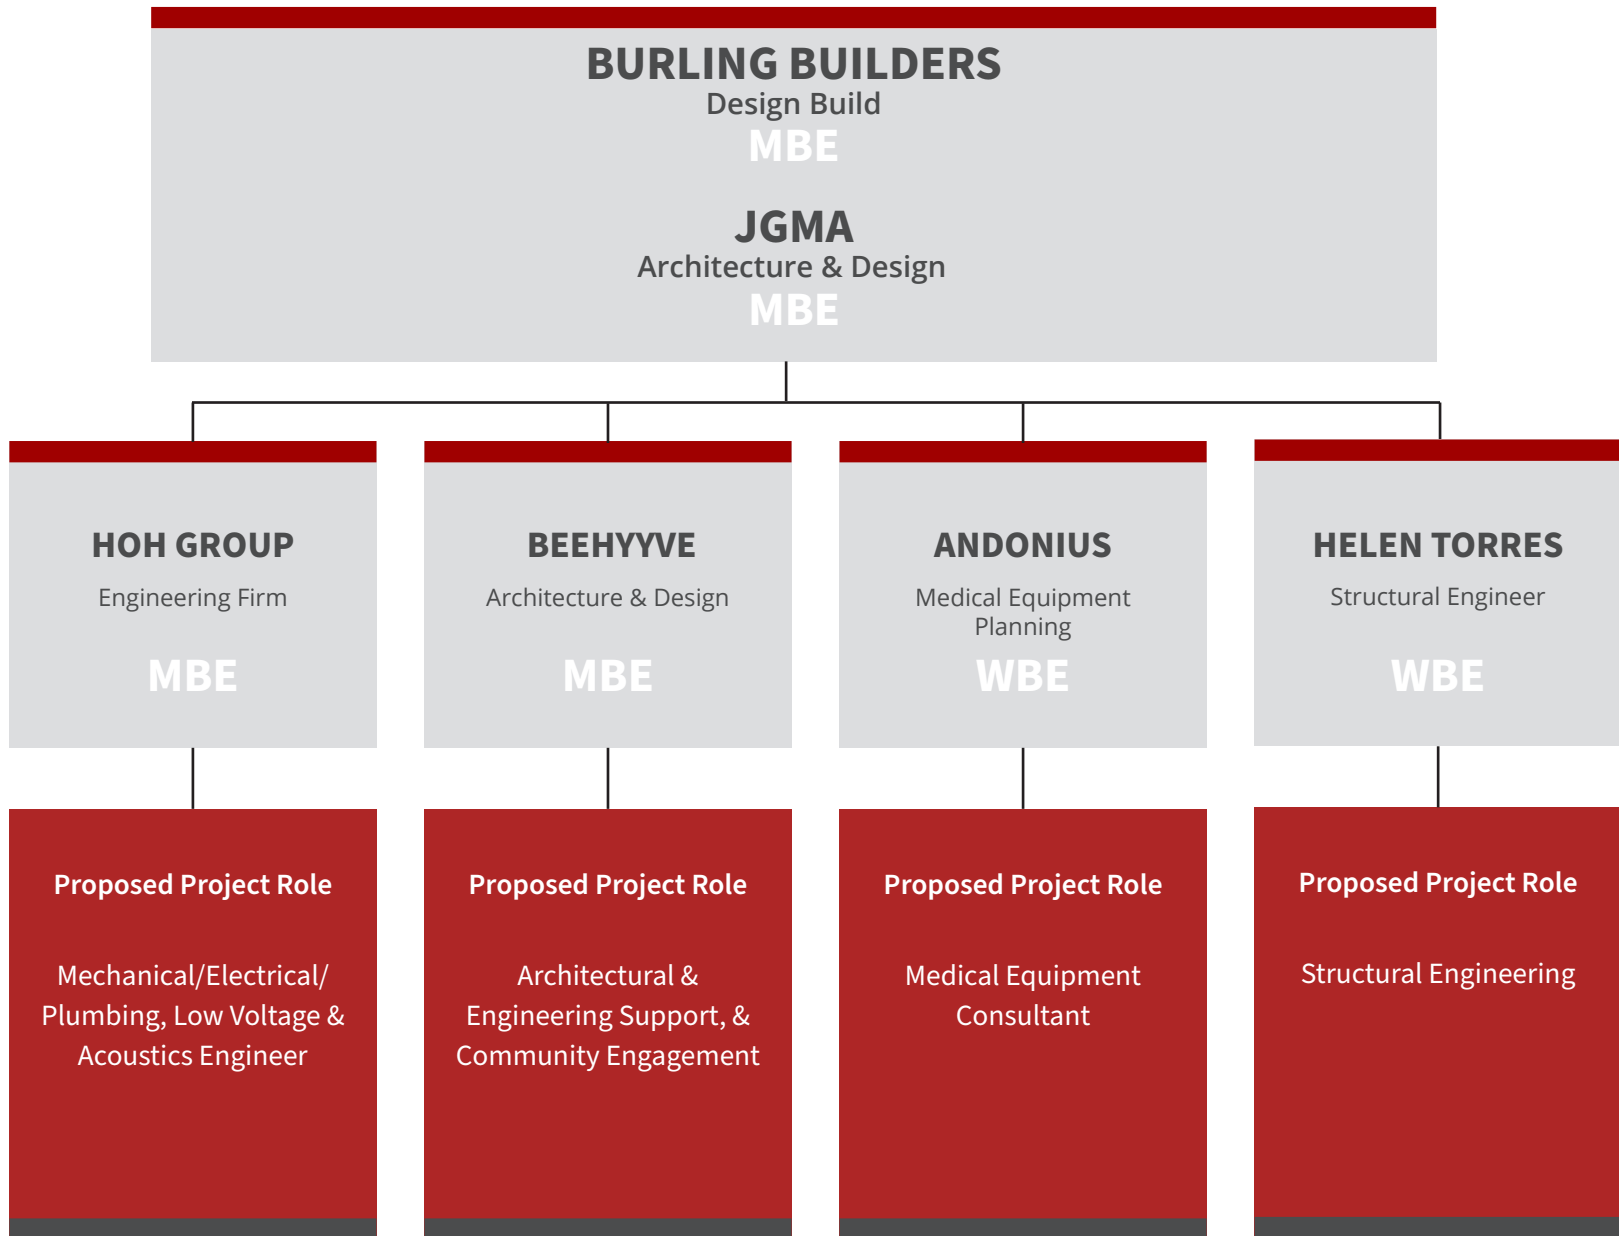 BURLING BUILDERS
Design Build
MBE
JGMA
Architecture & Design
MBE
HOH GROUP
Engineering Firm
MBE
BEEHYYVE
Architecture & Design
MBE
ANDONIUS
Medical Equipment
Planning
WBE
HELEN TORRES
Structural Engineer
WBE
Proposed Project Role
Mechanical/Electrical/
Plumbing, Low Voltage &
Acoustics Engineer
Proposed Project Role
Architectural &
Engineering Support, &
Community Engagement
Proposed Project Role
Medical Equipment
Consultant
Proposed Project Role
Structural Engineering